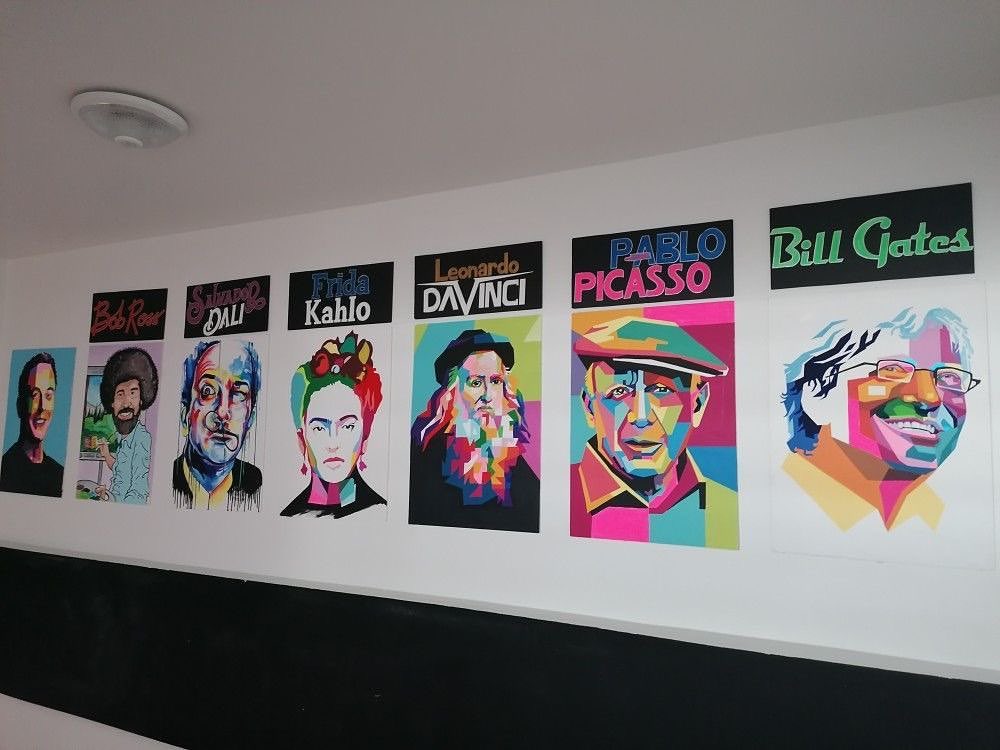 Bob Ross
SALVADOR
DALI
Frida
Kahlo
Leonardo
DAVINCI
PABLO
PICASSO
Bill Gates